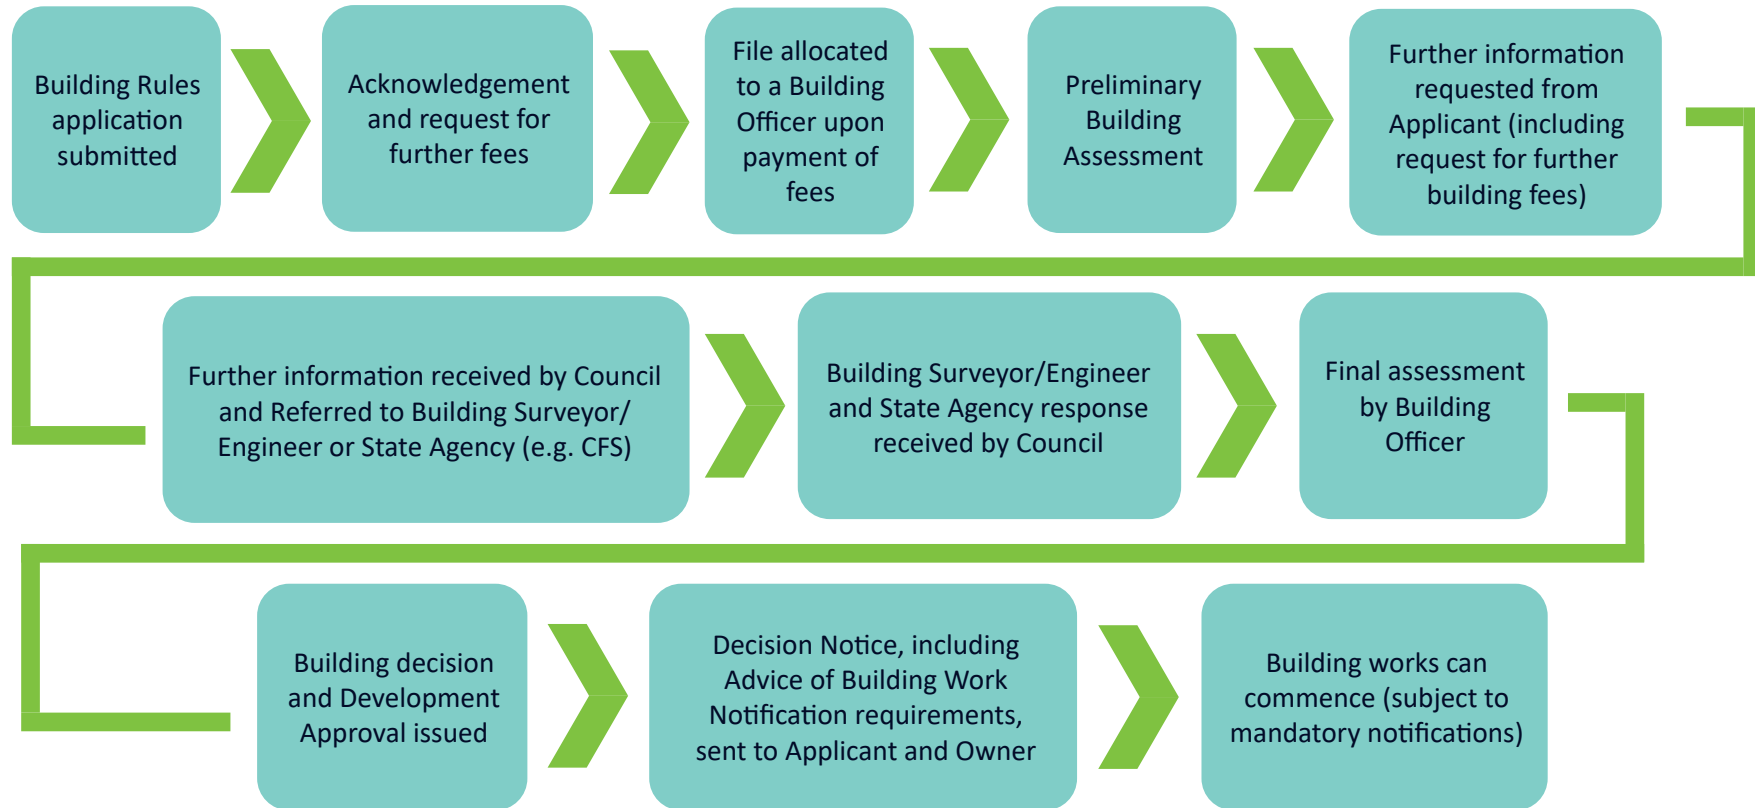 Building Rules
application
submitted
Acknowledgement
and request for
further fees
File allocated
to a Building
Officer upon
payment of
fees
Preliminary
Building
Assessment
Further information
requested from
Applicant (including
request for further
building fees)
Further information received by Council
and Referred to Building Surveyor/
Engineer or State Agency (e.g. CFS)
Building Surveyor/Engineer
and State Agency response
received by Council
Final assessment
by Building
Officer
Building decision
and Development
Approval issued
Decision Notice, including
Advice of Building Work
Notification requirements,
sent to Applicant and Owner
Building works can
commence (subject to
mandatory notifications)